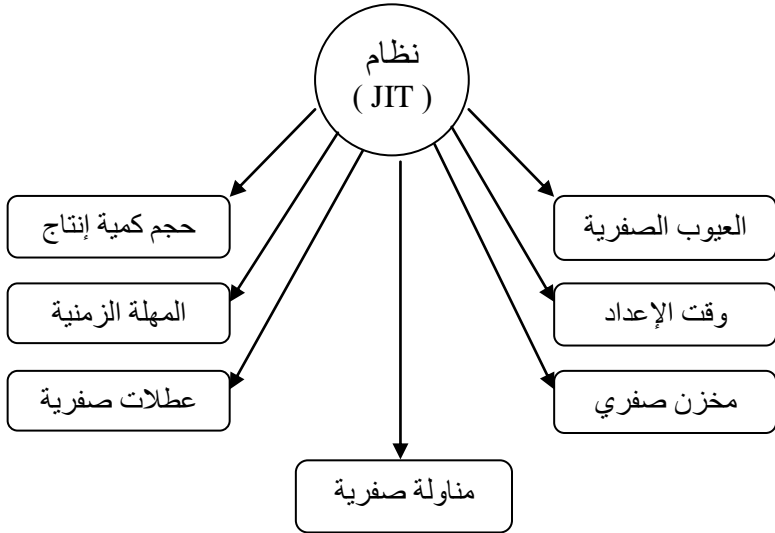 نظام
( JIT )
العيوب الصفرية
حجم كمية إنتاج
وقت الإعداد
المهلة الزمنية
مخزن صفري
عطلات صفرية
مناولة صفرية